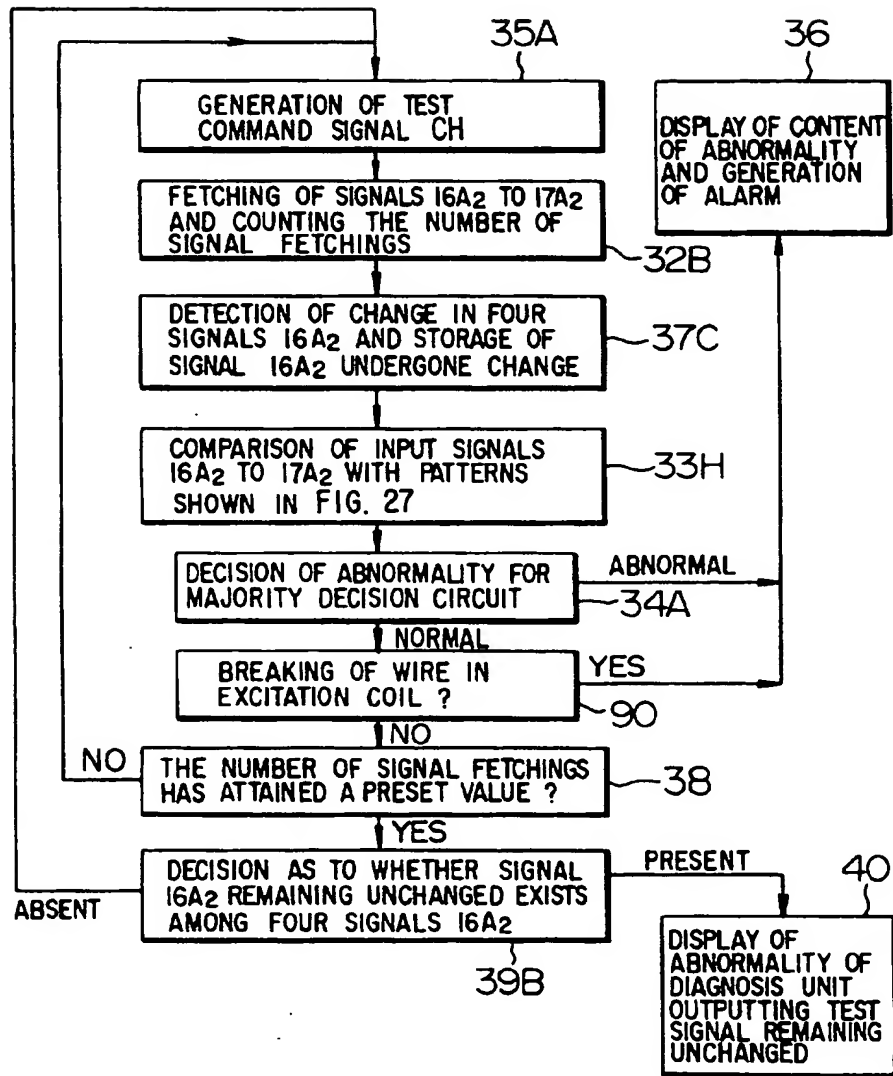 35A
GENERATION OF TEST
COMMAND SIGNAL CH
36
DISPLAY OF CONTENT
OF ABNORMALITY
AND GENERATION
OF ALARM
FETCHING OF SIGNALS 16A2 TO 17A2
AND COUNTING THE NUMBER OF
SIGNAL FETCHINGS
32B
DETECTION OF CHANGE IN FOUR
SIGNALS 16A2 AND STORAGE OF
SIGNAL 16A2 UNDERGONE CHANGE
37C
COMPARISON OF INPUT SIGNALS
16A2 TO 17A2 WITH PATTERNS
SHOWN IN FIG. 27
33H
DECISION OF ABNORMALITY FOR
MAJORITY DECISION CIRCUIT
ABNORMAL
34A
NORMAL
BREAKING OF WIRE IN
EXCITATION COIL ?
YES
90
NO
NO
THE NUMBER OF SIGNAL FETCHINGS
HAS ATTAINED A PRESET VALUE ?
38
YES
DECISION AS TO WHETHER SIGNAL
16A2 REMAINING UNCHANGED EXISTS
AMONG FOUR SIGNALS 16A2
PRESENT
ABSENT
39B
40
DISPLAY OF
ABNORMALITY OF
DIAGNOSIS UNIT
OUTPUTTING TEST
SIGNAL REMAINING
UNCHANGED